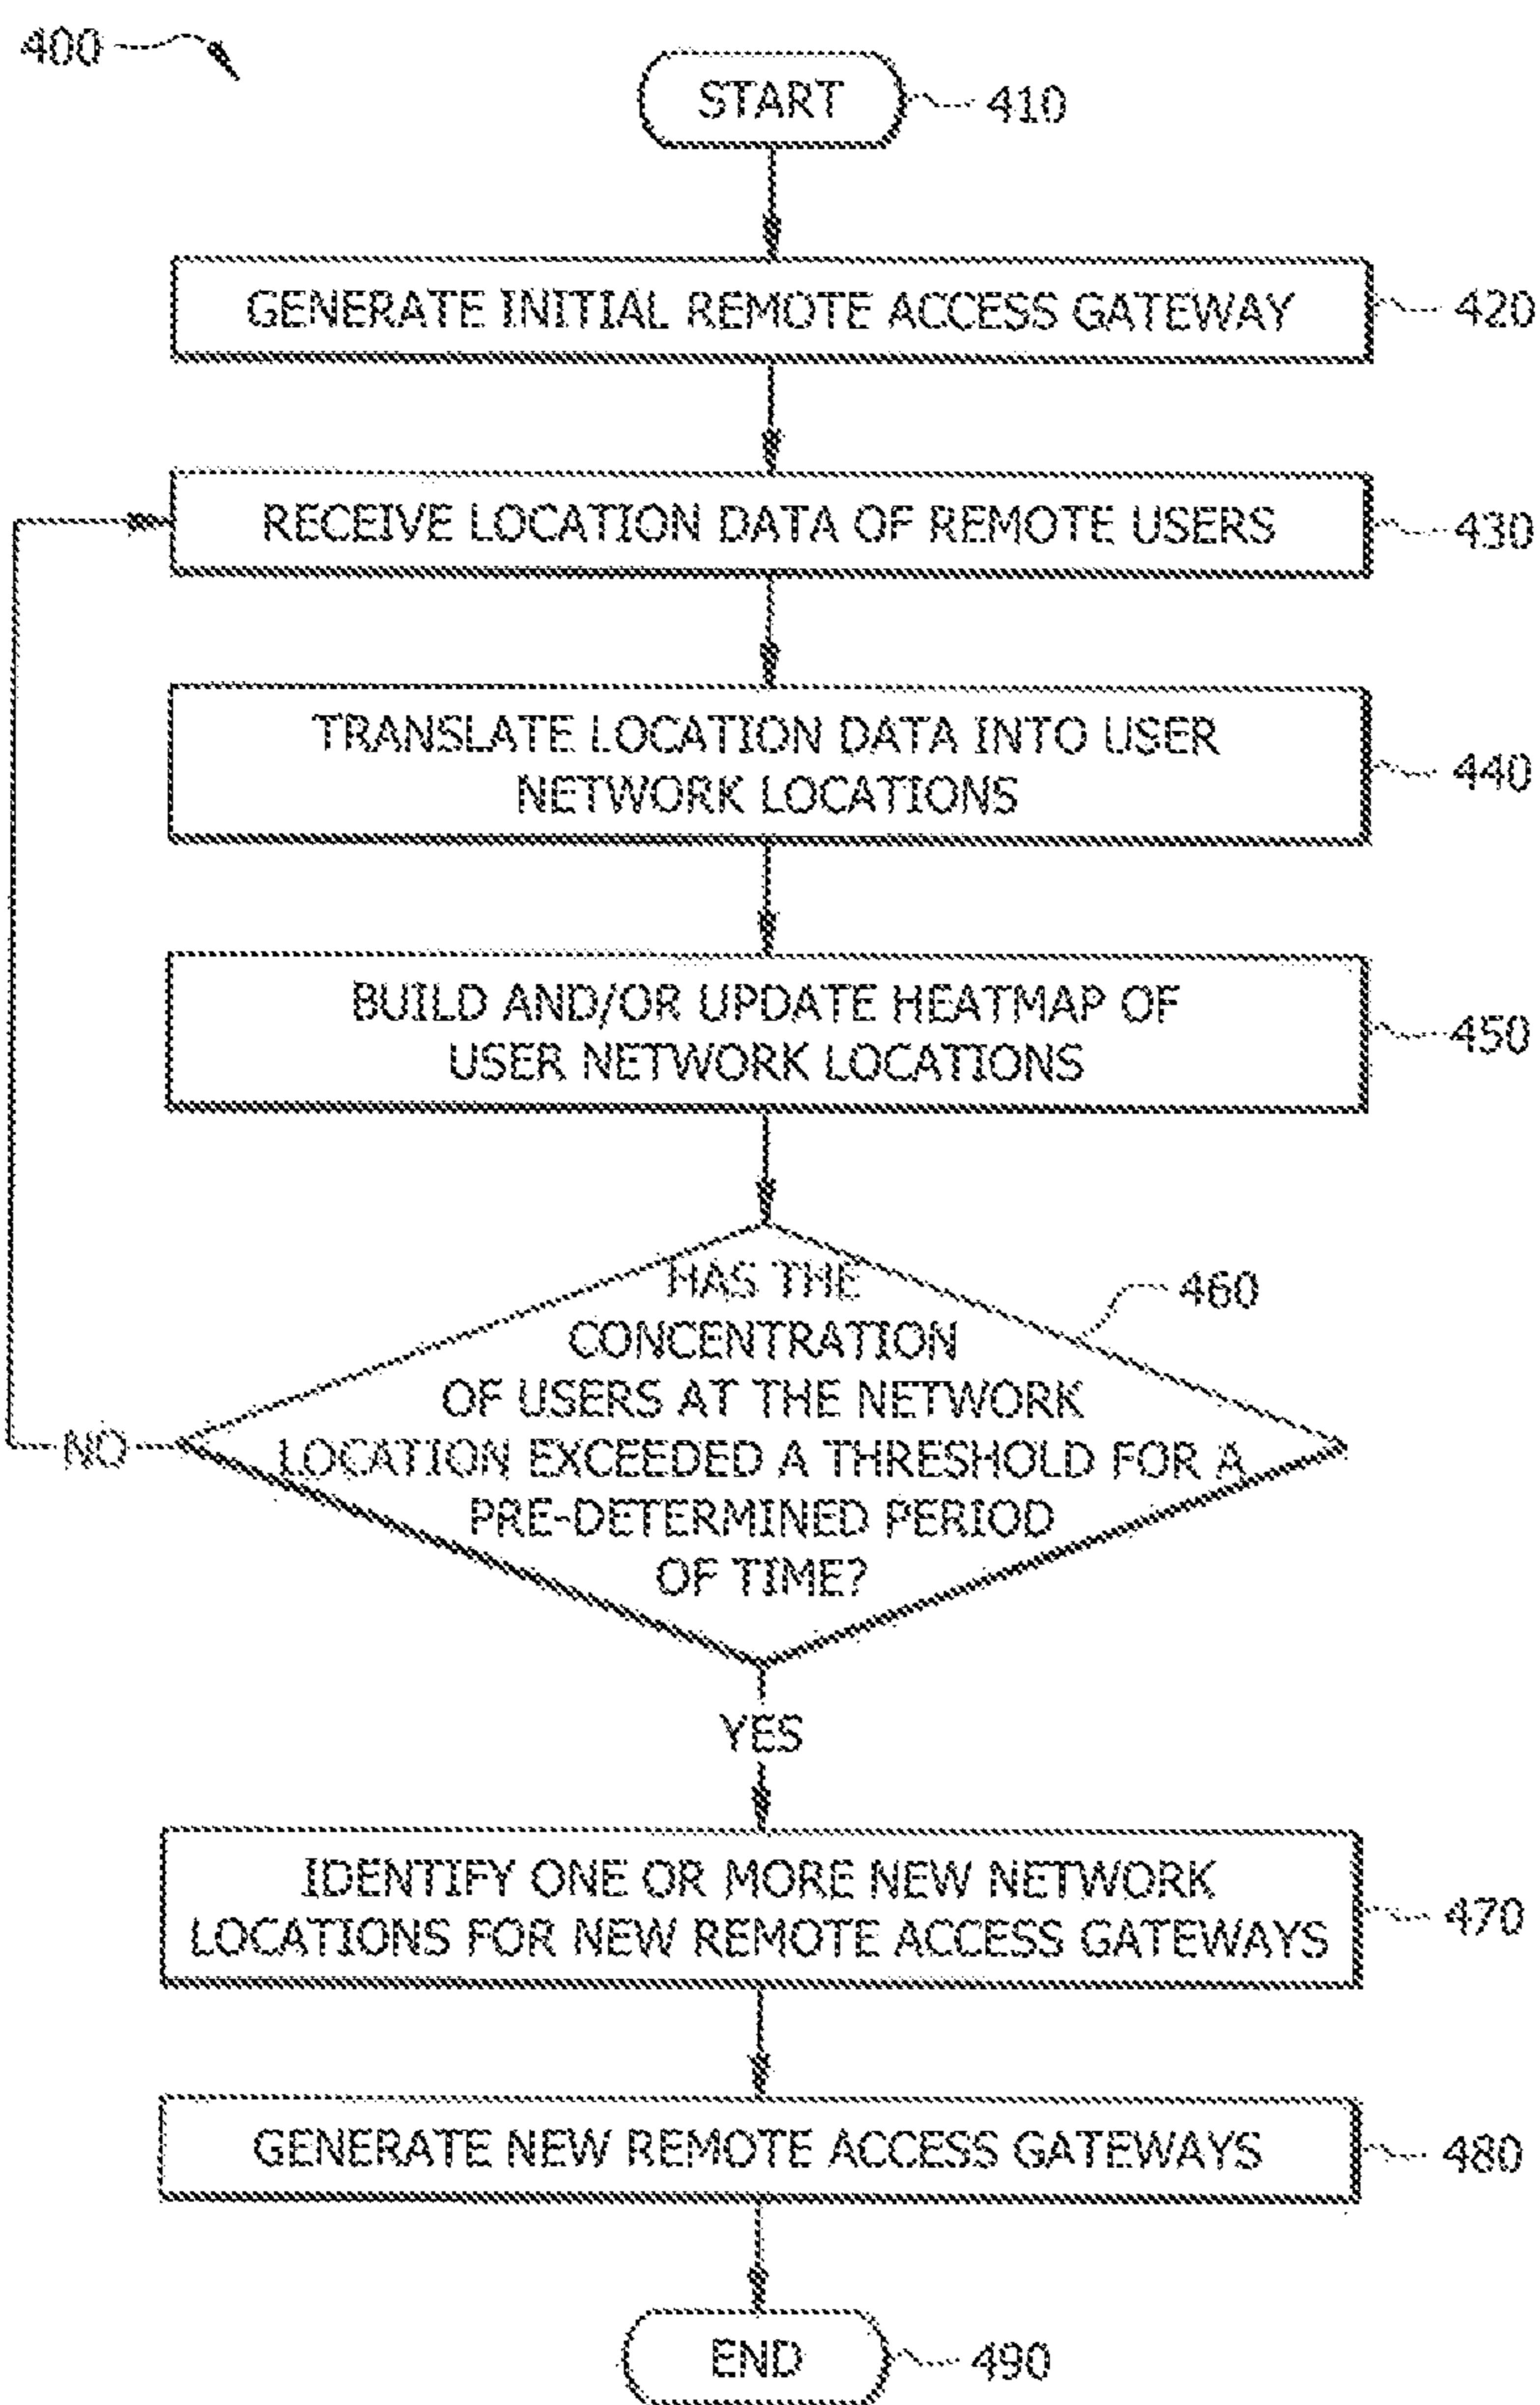 400
START
410
GENERATE INITIAL REMOTE ACCESS GATEWAY
420
RECEIVE LOCATION DATA OF REMOTE USERS
430
TRANSLATE LOCATION DATA INTO USER
NETWORK LOCATIONS
440
BUILD AND/OR UPDATE HEATMAP OF
USER NETWORK LOCATIONS
450
HAS THE
CONCENTRATION
OF USERS AT THE NETWORK
LOCATION EXCEEDED A THRESHOLD FOR A
PRE-DETERMINED PERIOD
OF TIME?
460
NO
YES
IDENTIFY ONE OR MORE NEW NETWORK
LOCATIONS FOR NEW REMOTE ACCESS GATEWAYS
470
GENERATE NEW REMOTE ACCESS GATEWAYS
480
END
490